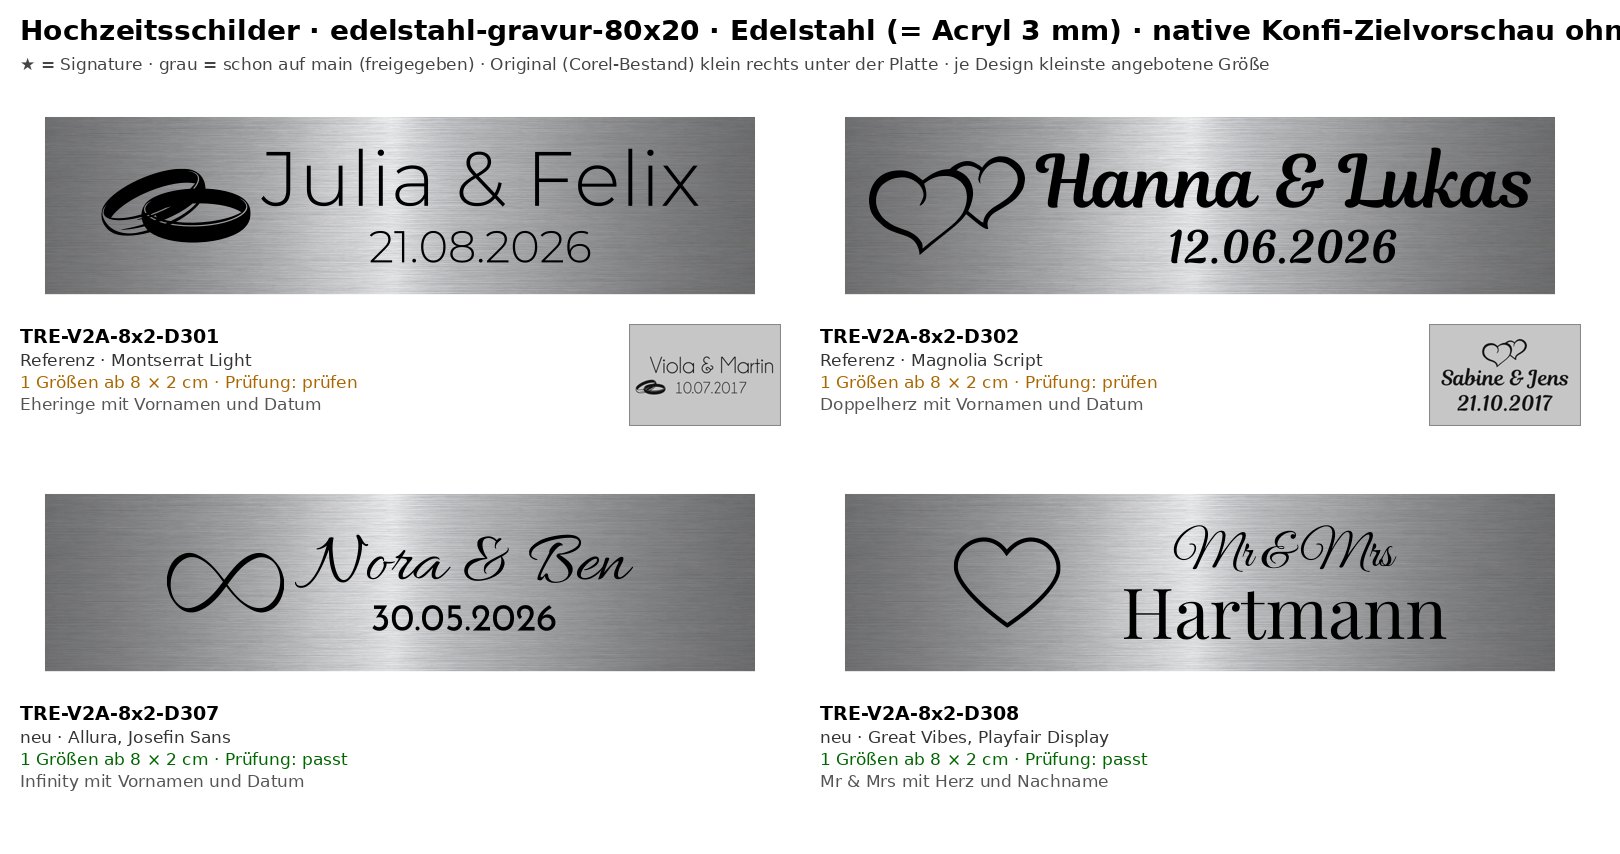 Hochzeitsschilder · edelstahl-gravur-80x20 · Edelstahl (= Acryl 3 mm) · native Konfi-Zielvorschau ohn
★ = Signature · grau = schon auf main (freigegeben) · Original (Corel-Bestand) klein rechts unter der Platte · je Design kleinste angebotene Größe
Julia & Felix
21.08.2026
Hanna & Lukas
12.06.2026
TRE-V2A-8x2-D301
Referenz · Montserrat Light
1 Größen ab 8 × 2 cm · Prüfung: prüfen
Eheringe mit Vornamen und Datum
Viola & Martin
10.07.2017
TRE-V2A-8x2-D302
Referenz · Magnolia Script
1 Größen ab 8 × 2 cm · Prüfung: prüfen
Doppelherz mit Vornamen und Datum
Sabine & Jens
21.10.2017
Nora & Ben
30.05.2026
Mr & Mrs
Hartmann
TRE-V2A-8x2-D307
neu · Allura, Josefin Sans
1 Größen ab 8 × 2 cm · Prüfung: passt
Infinity mit Vornamen und Datum
TRE-V2A-8x2-D308
neu · Great Vibes, Playfair Display
1 Größen ab 8 × 2 cm · Prüfung: passt
Mr & Mrs mit Herz und Nachname